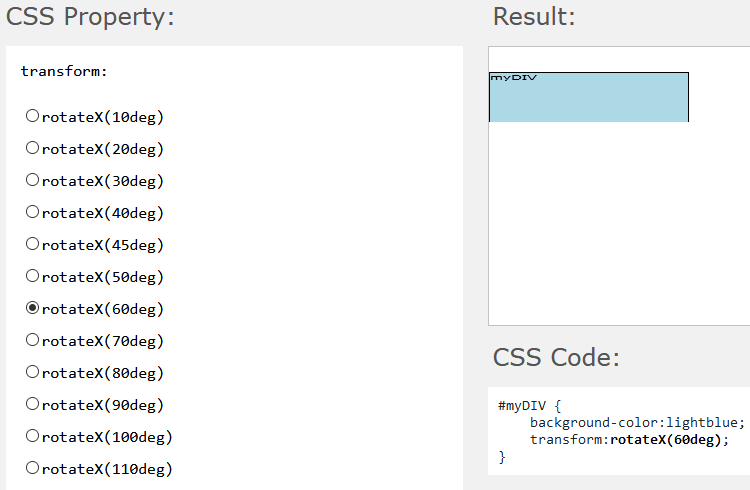 CSS Property:
transform:
rotateX(10deg)
rotateX(20deg)
rotateX(30deg)
rotateX(40deg)
rotateX(45deg)
rotateX(50deg)
rotateX(60deg)
rotateX(70deg)
rotateX(80deg)
rotateX(90deg)
rotateX(100deg)
rotateX(110deg)
Result:
myDIV
CSS Code:
#myDIV {
    background-color:lightblue;
    transform:rotateX(60deg);
}